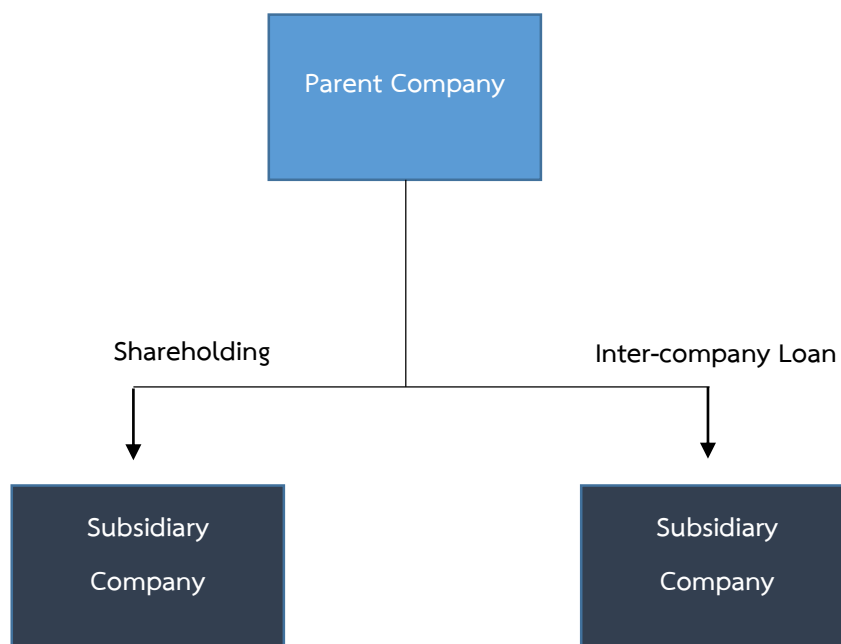 Parent Company
Shareholding
Inter-company Loan
Subsidiary
Company
Subsidiary
Company